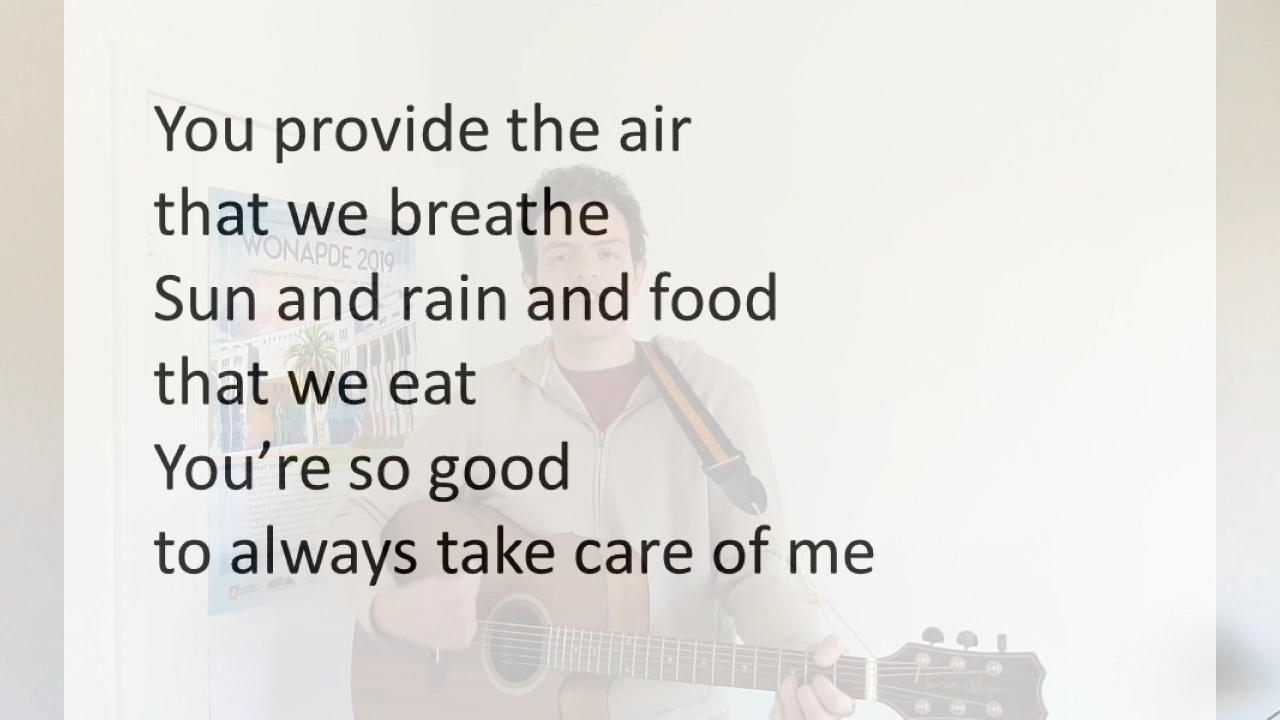 You provide the air
that we breathe
WONAPDE 2019
Sun and rain and food
that we eat
You’re so good
to always take care of me